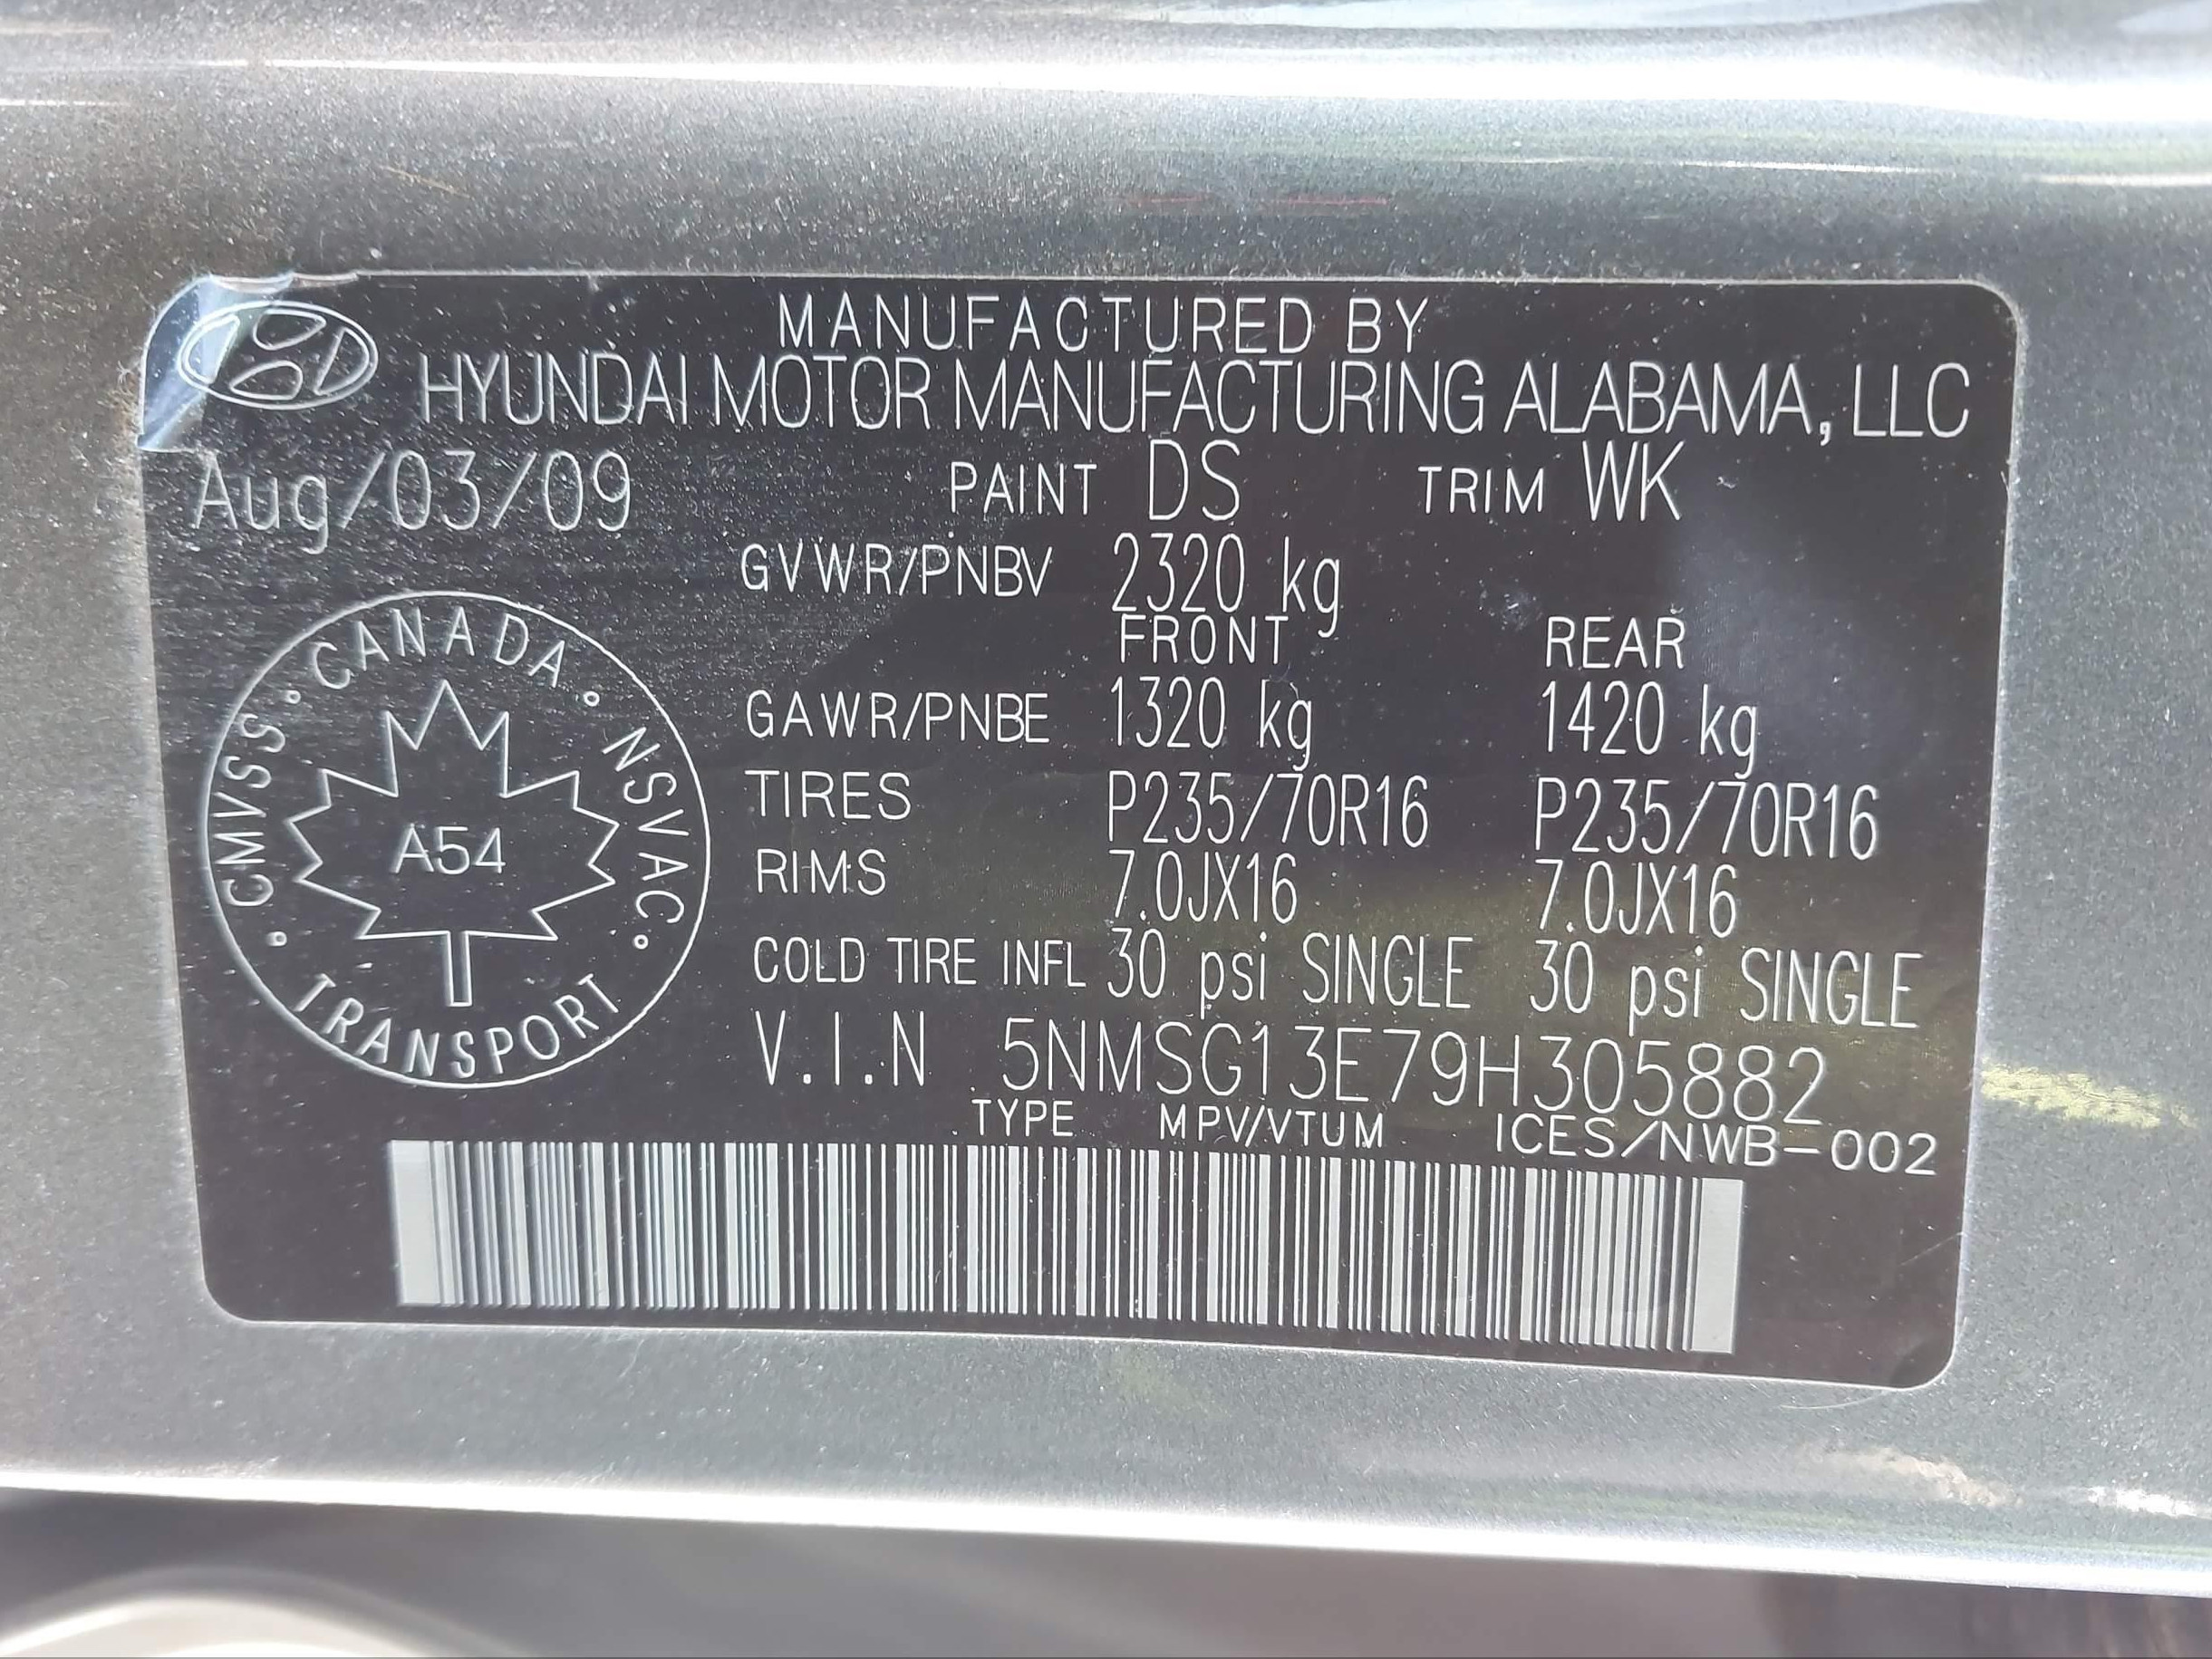 MANUFACTURED BY
HYUNDAI MOTOR MANUFACTURING ALABAMA, LLC
Aug/03/09 PAINT DS TRIM WK
GVWR/PNBV 2320 kg
FRONT REAR
GAWR/PNBE 1320 kg 1420 kg
TIRES P235/70R16 P235/70R16
RIMS 7.0JX16 7.0JX16
COLD TIRE INFL 30 psi SINGLE 30 psi SINGLE
V.I.N. 5NMSG13E79H305882
TYPE MPV/VTUM ICES/NWB-002
CMVSS • CANADA • NSVAC • TRANSPORT •
A54